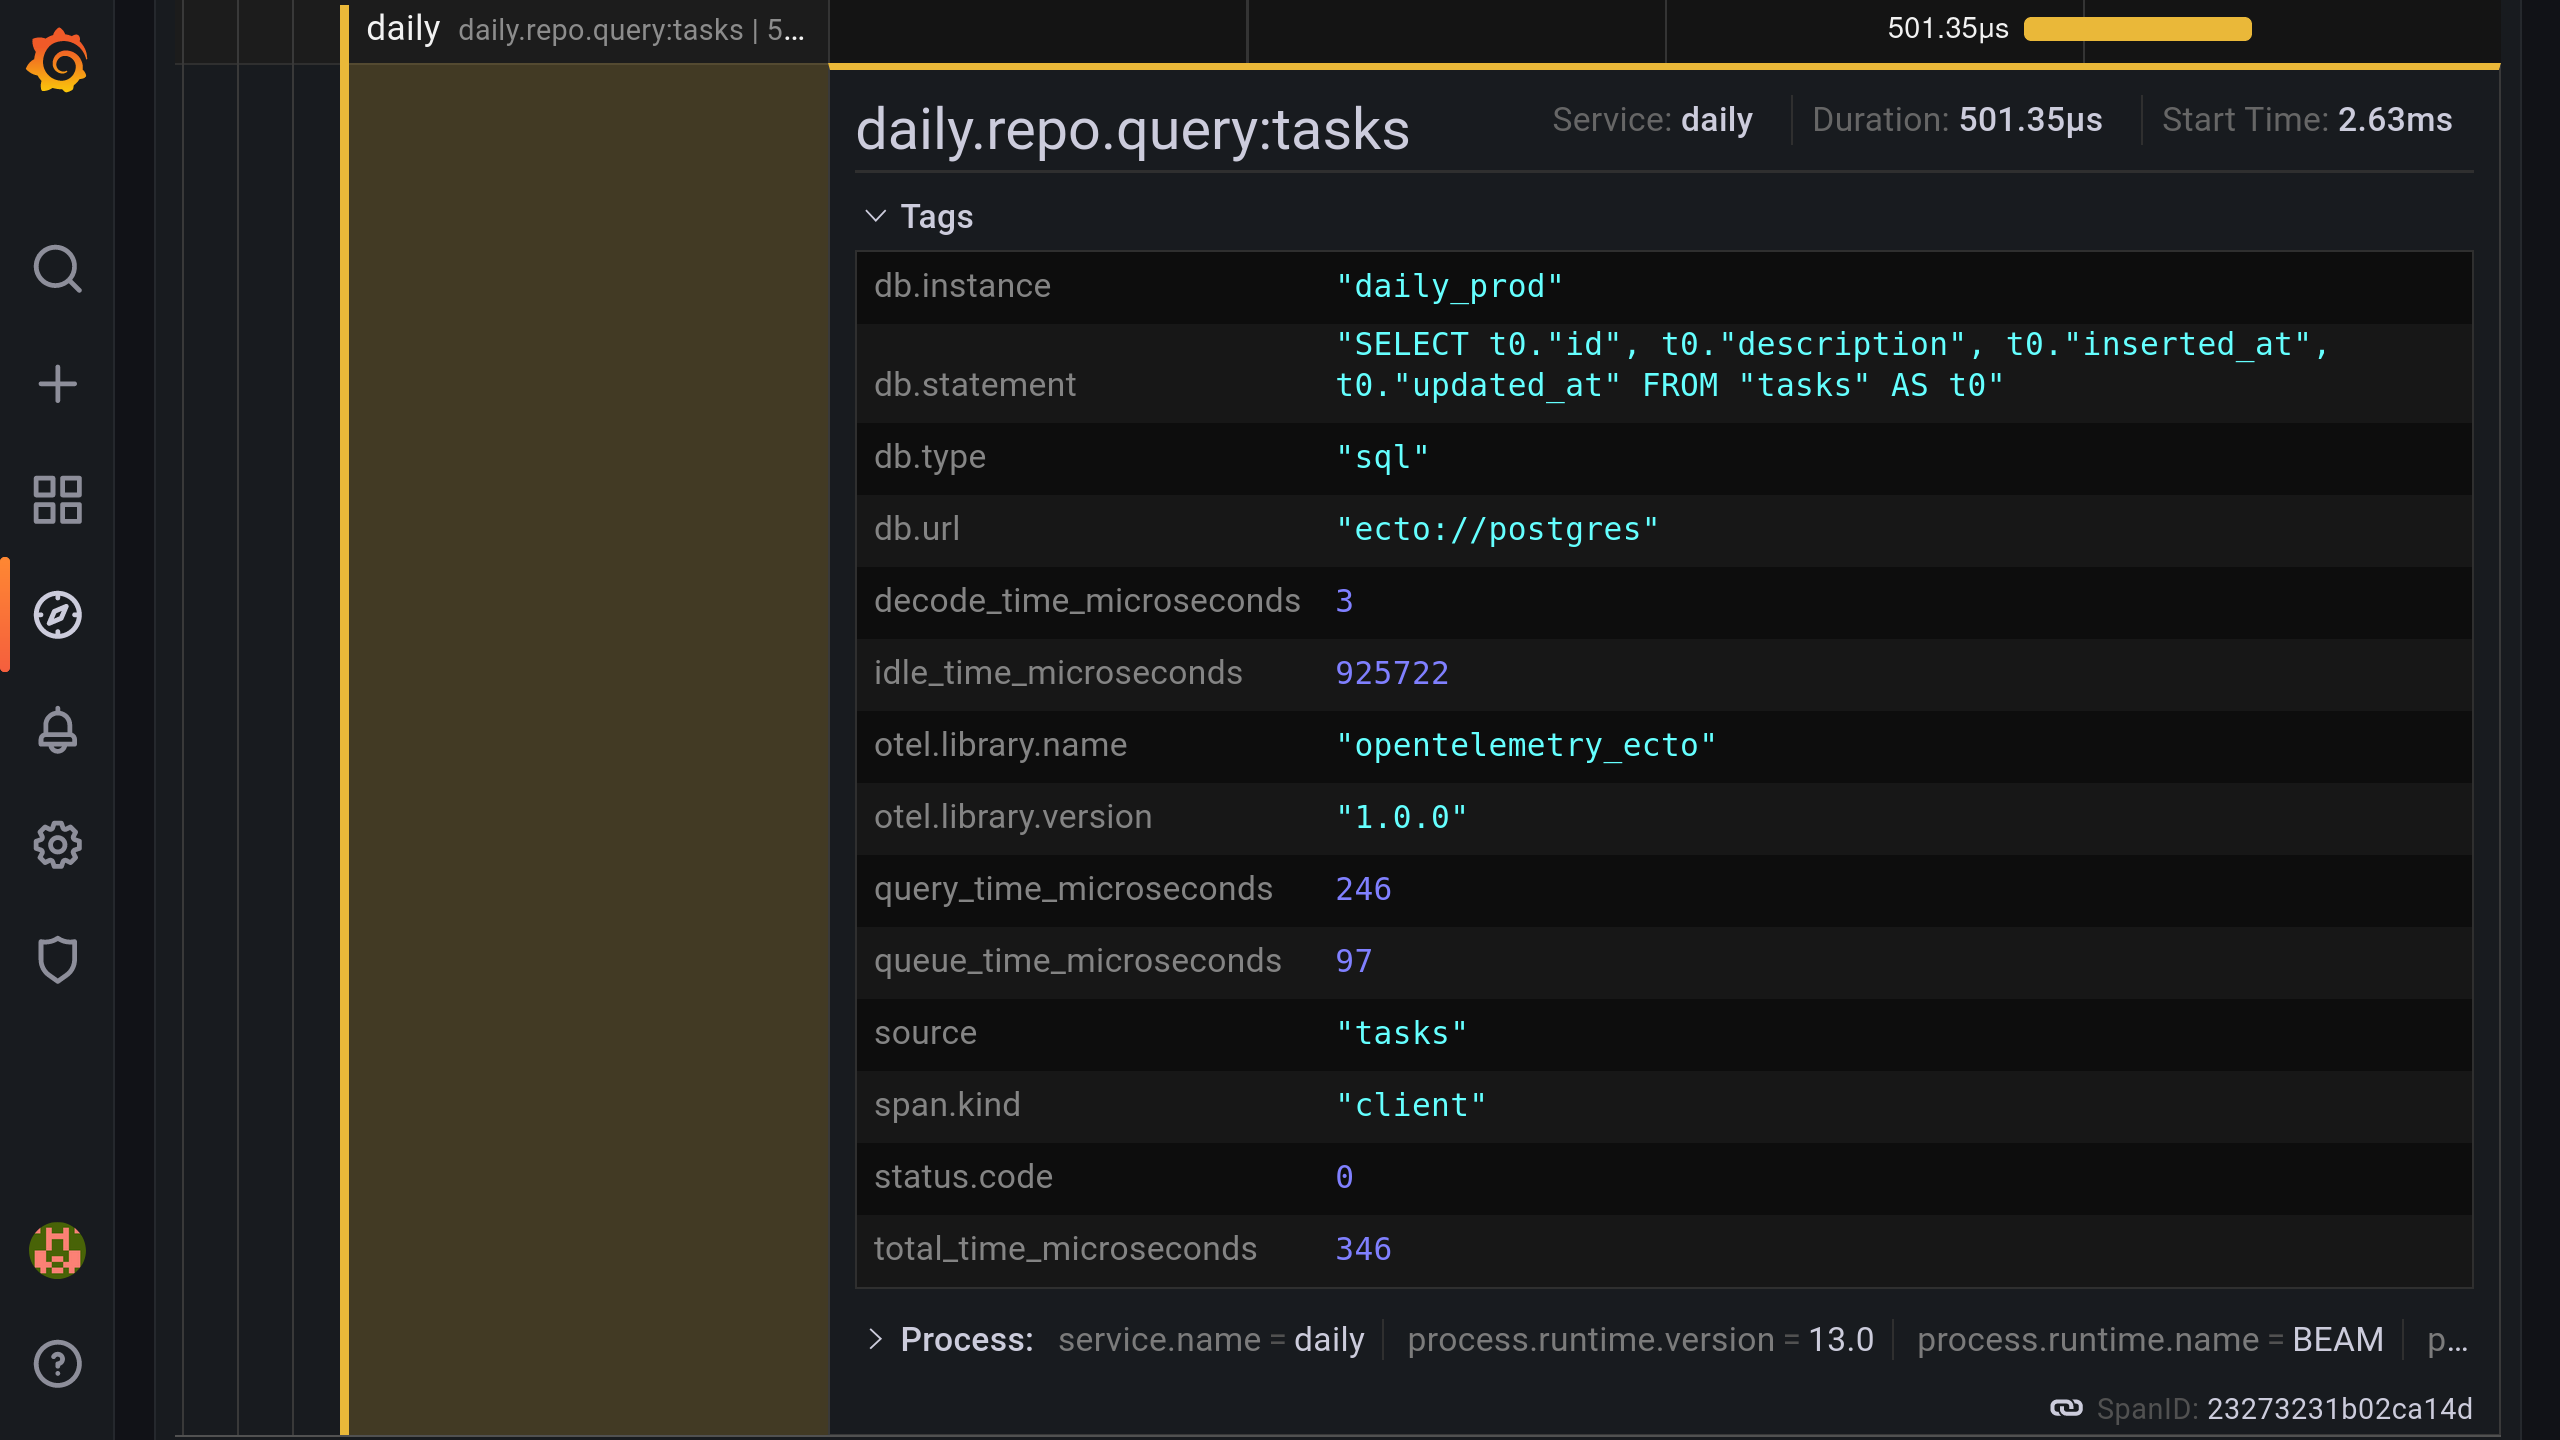 daily daily.repo.query:tasks | 5... 501.35μs
daily.repo.query:tasks Service: daily Duration: 501.35μs Start Time: 2.63ms
Tags
db.instance "daily_prod"
db.statement "SELECT t0."id", t0."description", t0."inserted_at",
t0."updated_at" FROM "tasks" AS t0"
db.type "sql"
db.url "ecto://postgres"
decode_time_microseconds 3
idle_time_microseconds 925722
otel.library.name "opentelemetry_ecto"
otel.library.version "1.0.0"
query_time_microseconds 246
queue_time_microseconds 97
source "tasks"
span.kind "client"
status.code 0
total_time_microseconds 346
Process: service.name = daily process.runtime.version = 13.0 process.runtime.name = BEAM p...
SpanID: 23273231b02ca14d